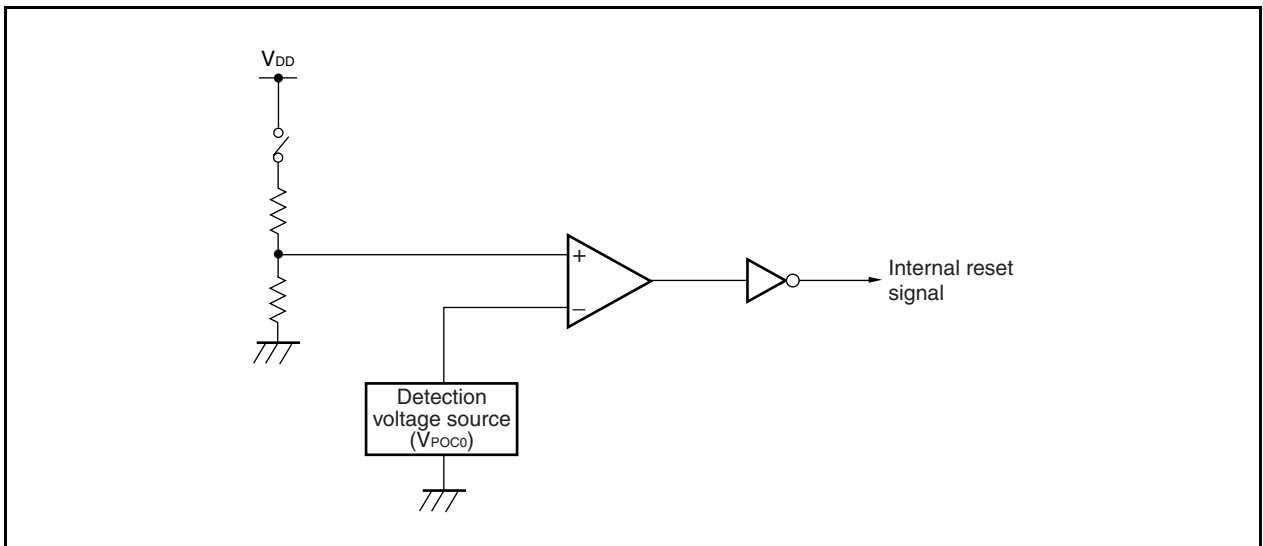 VDD
+
–
Internal reset
signal
Detection
voltage source
(VPOC0)